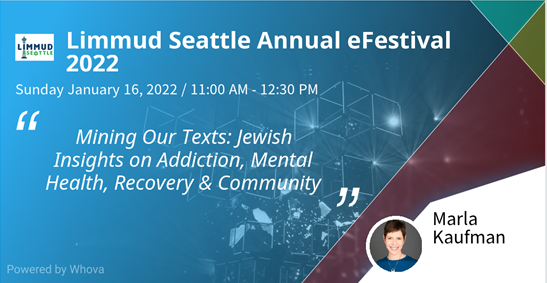 LIMMUD
SEATTLE
Limmud Seattle Annual eFestival
2022
Sunday January 16, 2022 / 11:00 AM - 12:30 PM
“
Mining Our Texts: Jewish
Insights on Addiction, Mental
Health, Recovery & Community
”
Marla
Kaufman
Powered by Whova